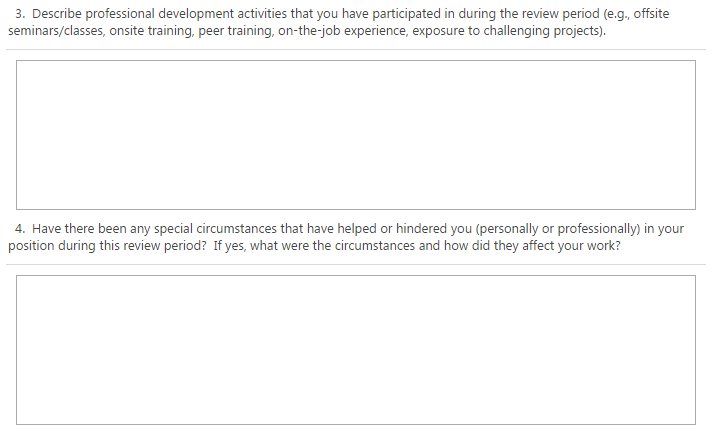 3. Describe professional development activities that you have participated in during the review period (e.g., offsite
seminars/classes, onsite training, peer training, on-the-job experience, exposure to challenging projects).
4. Have there been any special circumstances that have helped or hindered you (personally or professionally) in your
position during this review period? If yes, what were the circumstances and how did they affect your work?